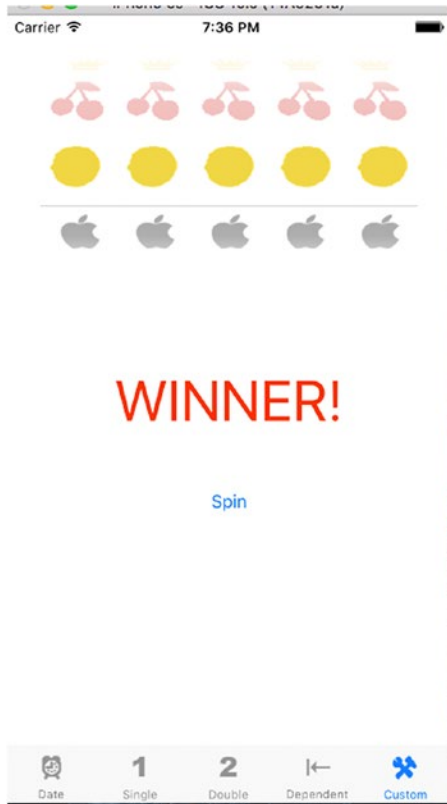 Carrier 7:36 PM
WINNER!
Spin
1 2
Date Single Double Dependent Custom